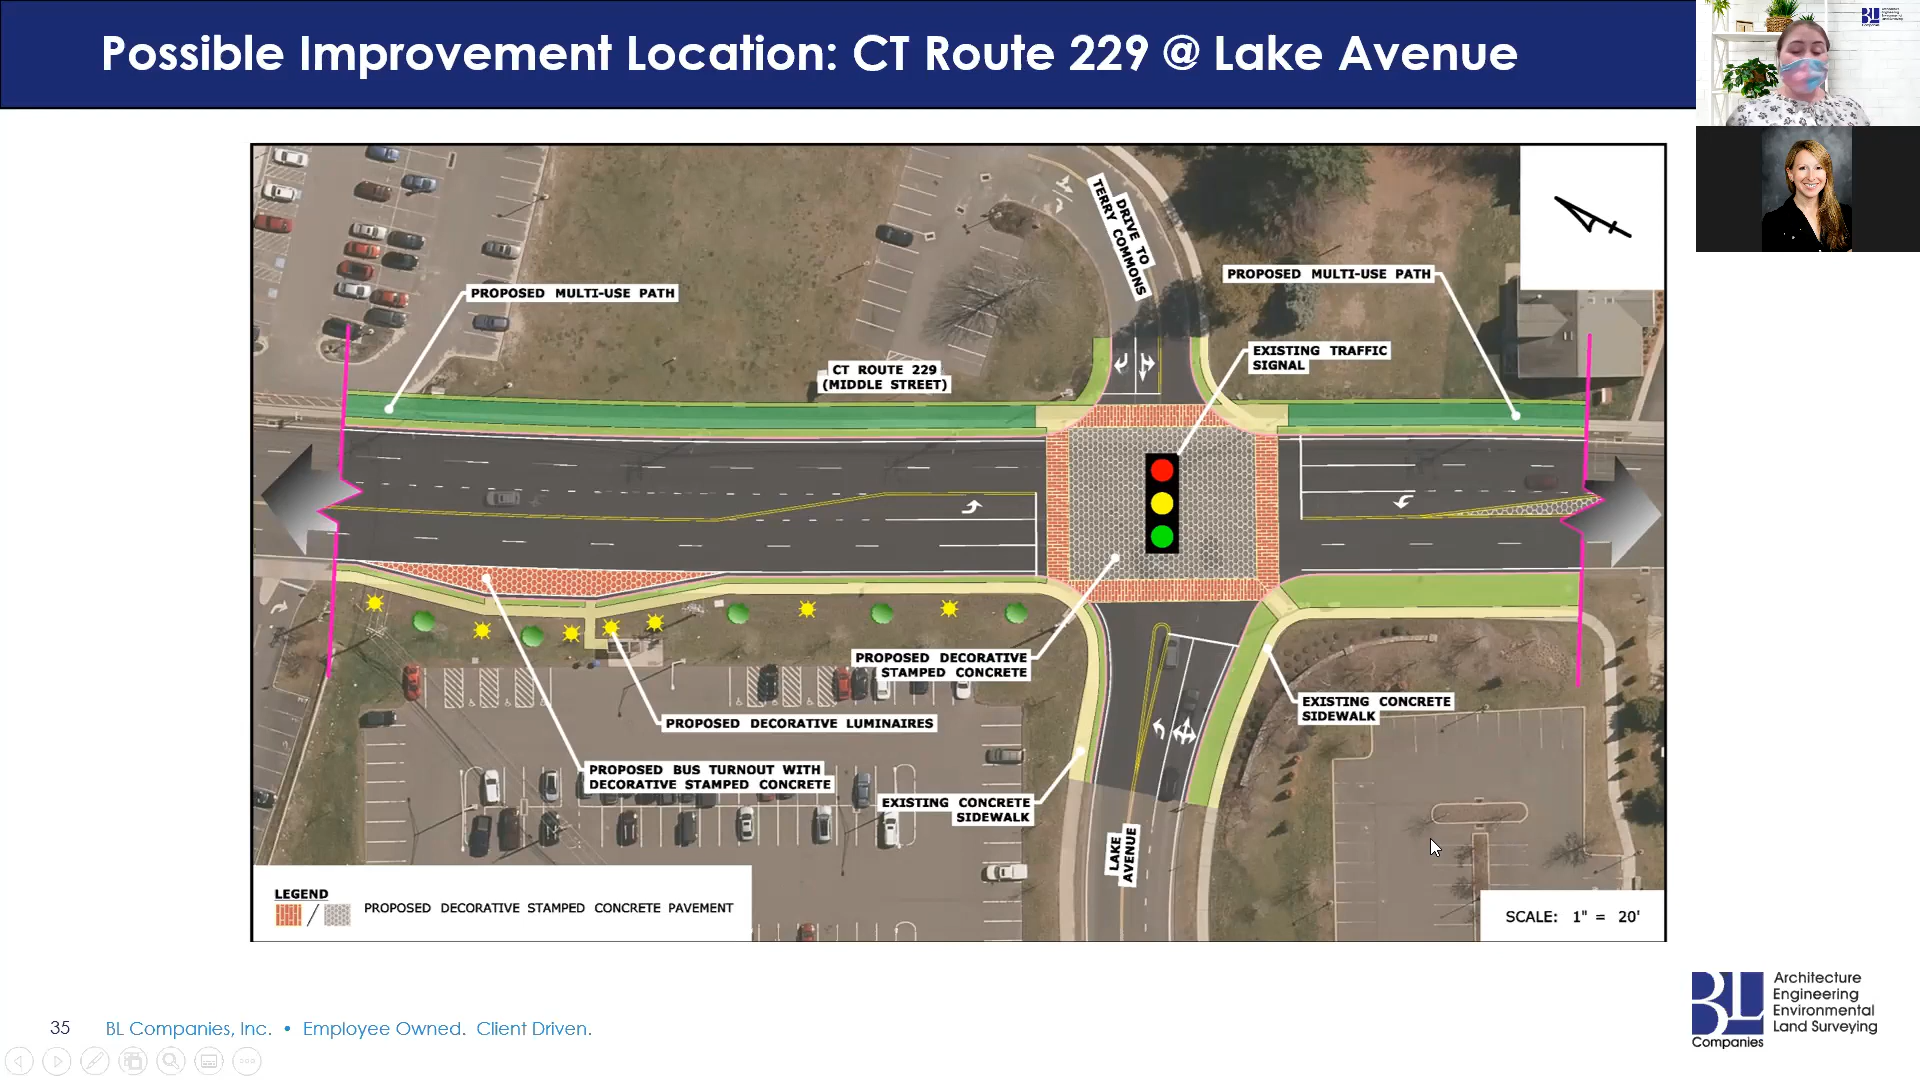 Possible Improvement Location: CT Route 229 @ Lake Avenue
DRIVE TO
TERRY COMMONS
PROPOSED MULTI-USE PATH
PROPOSED MULTI-USE PATH
EXISTING TRAFFIC
SIGNAL
CT ROUTE 229
(MIDDLE STREET)
PROPOSED DECORATIVE
STAMPED CONCRETE
EXISTING CONCRETE
SIDEWALK
PROPOSED DECORATIVE LUMINAIRES
PROPOSED BUS TURNOUT WITH
DECORATIVE STAMPED CONCRETE
EXISTING CONCRETE
SIDEWALK
LAKE
AVENUE
LEGEND
/ PROPOSED DECORATIVE STAMPED CONCRETE PAVEMENT
SCALE: 1" = 20'
BL
Companies
Architecture
Engineering
Environmental
Land Surveying
35 BL Companies, Inc. • Employee Owned. Client Driven.